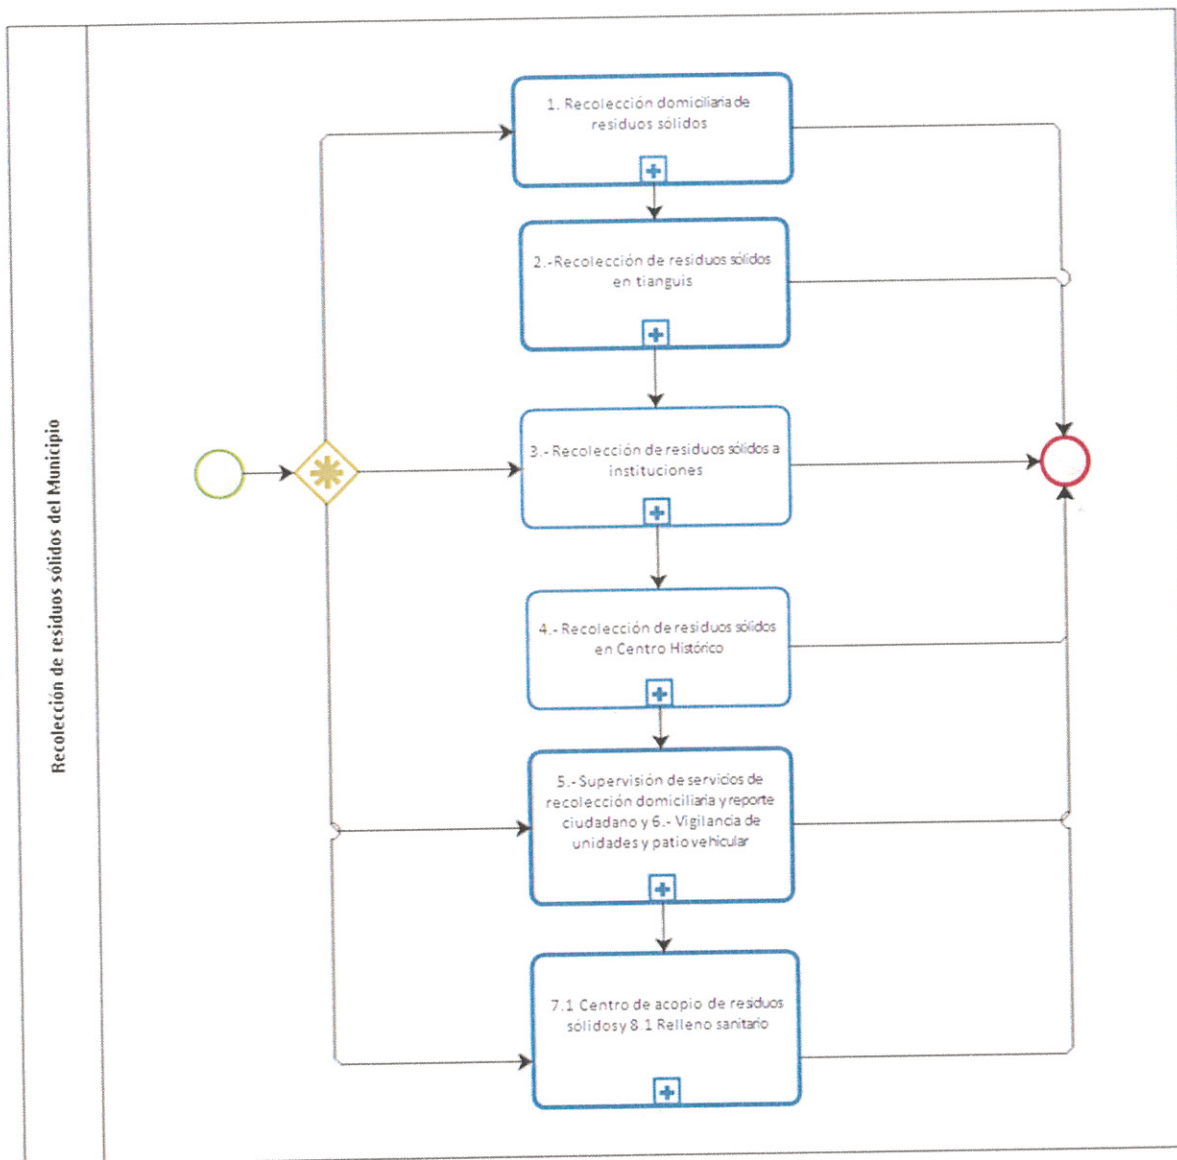 Recolección de residuos sólidos del Municipio
1. Recolección domiciliaria de
residuos sólidos
2.-Recolección de residuos sólidos
en tianguis
3.- Recolección de residuos sólidos a
instituciones
4.- Recolección de residuos sólidos
en Centro Histórico
5.- Supervisión de servicios de
recolección domiciliaria y reporte
ciudadano y 6.- Vigilancia de
unidades y patio vehicular
7.1 Centro de acopio de residuos
sólidos y 8.1 Relleno sanitario